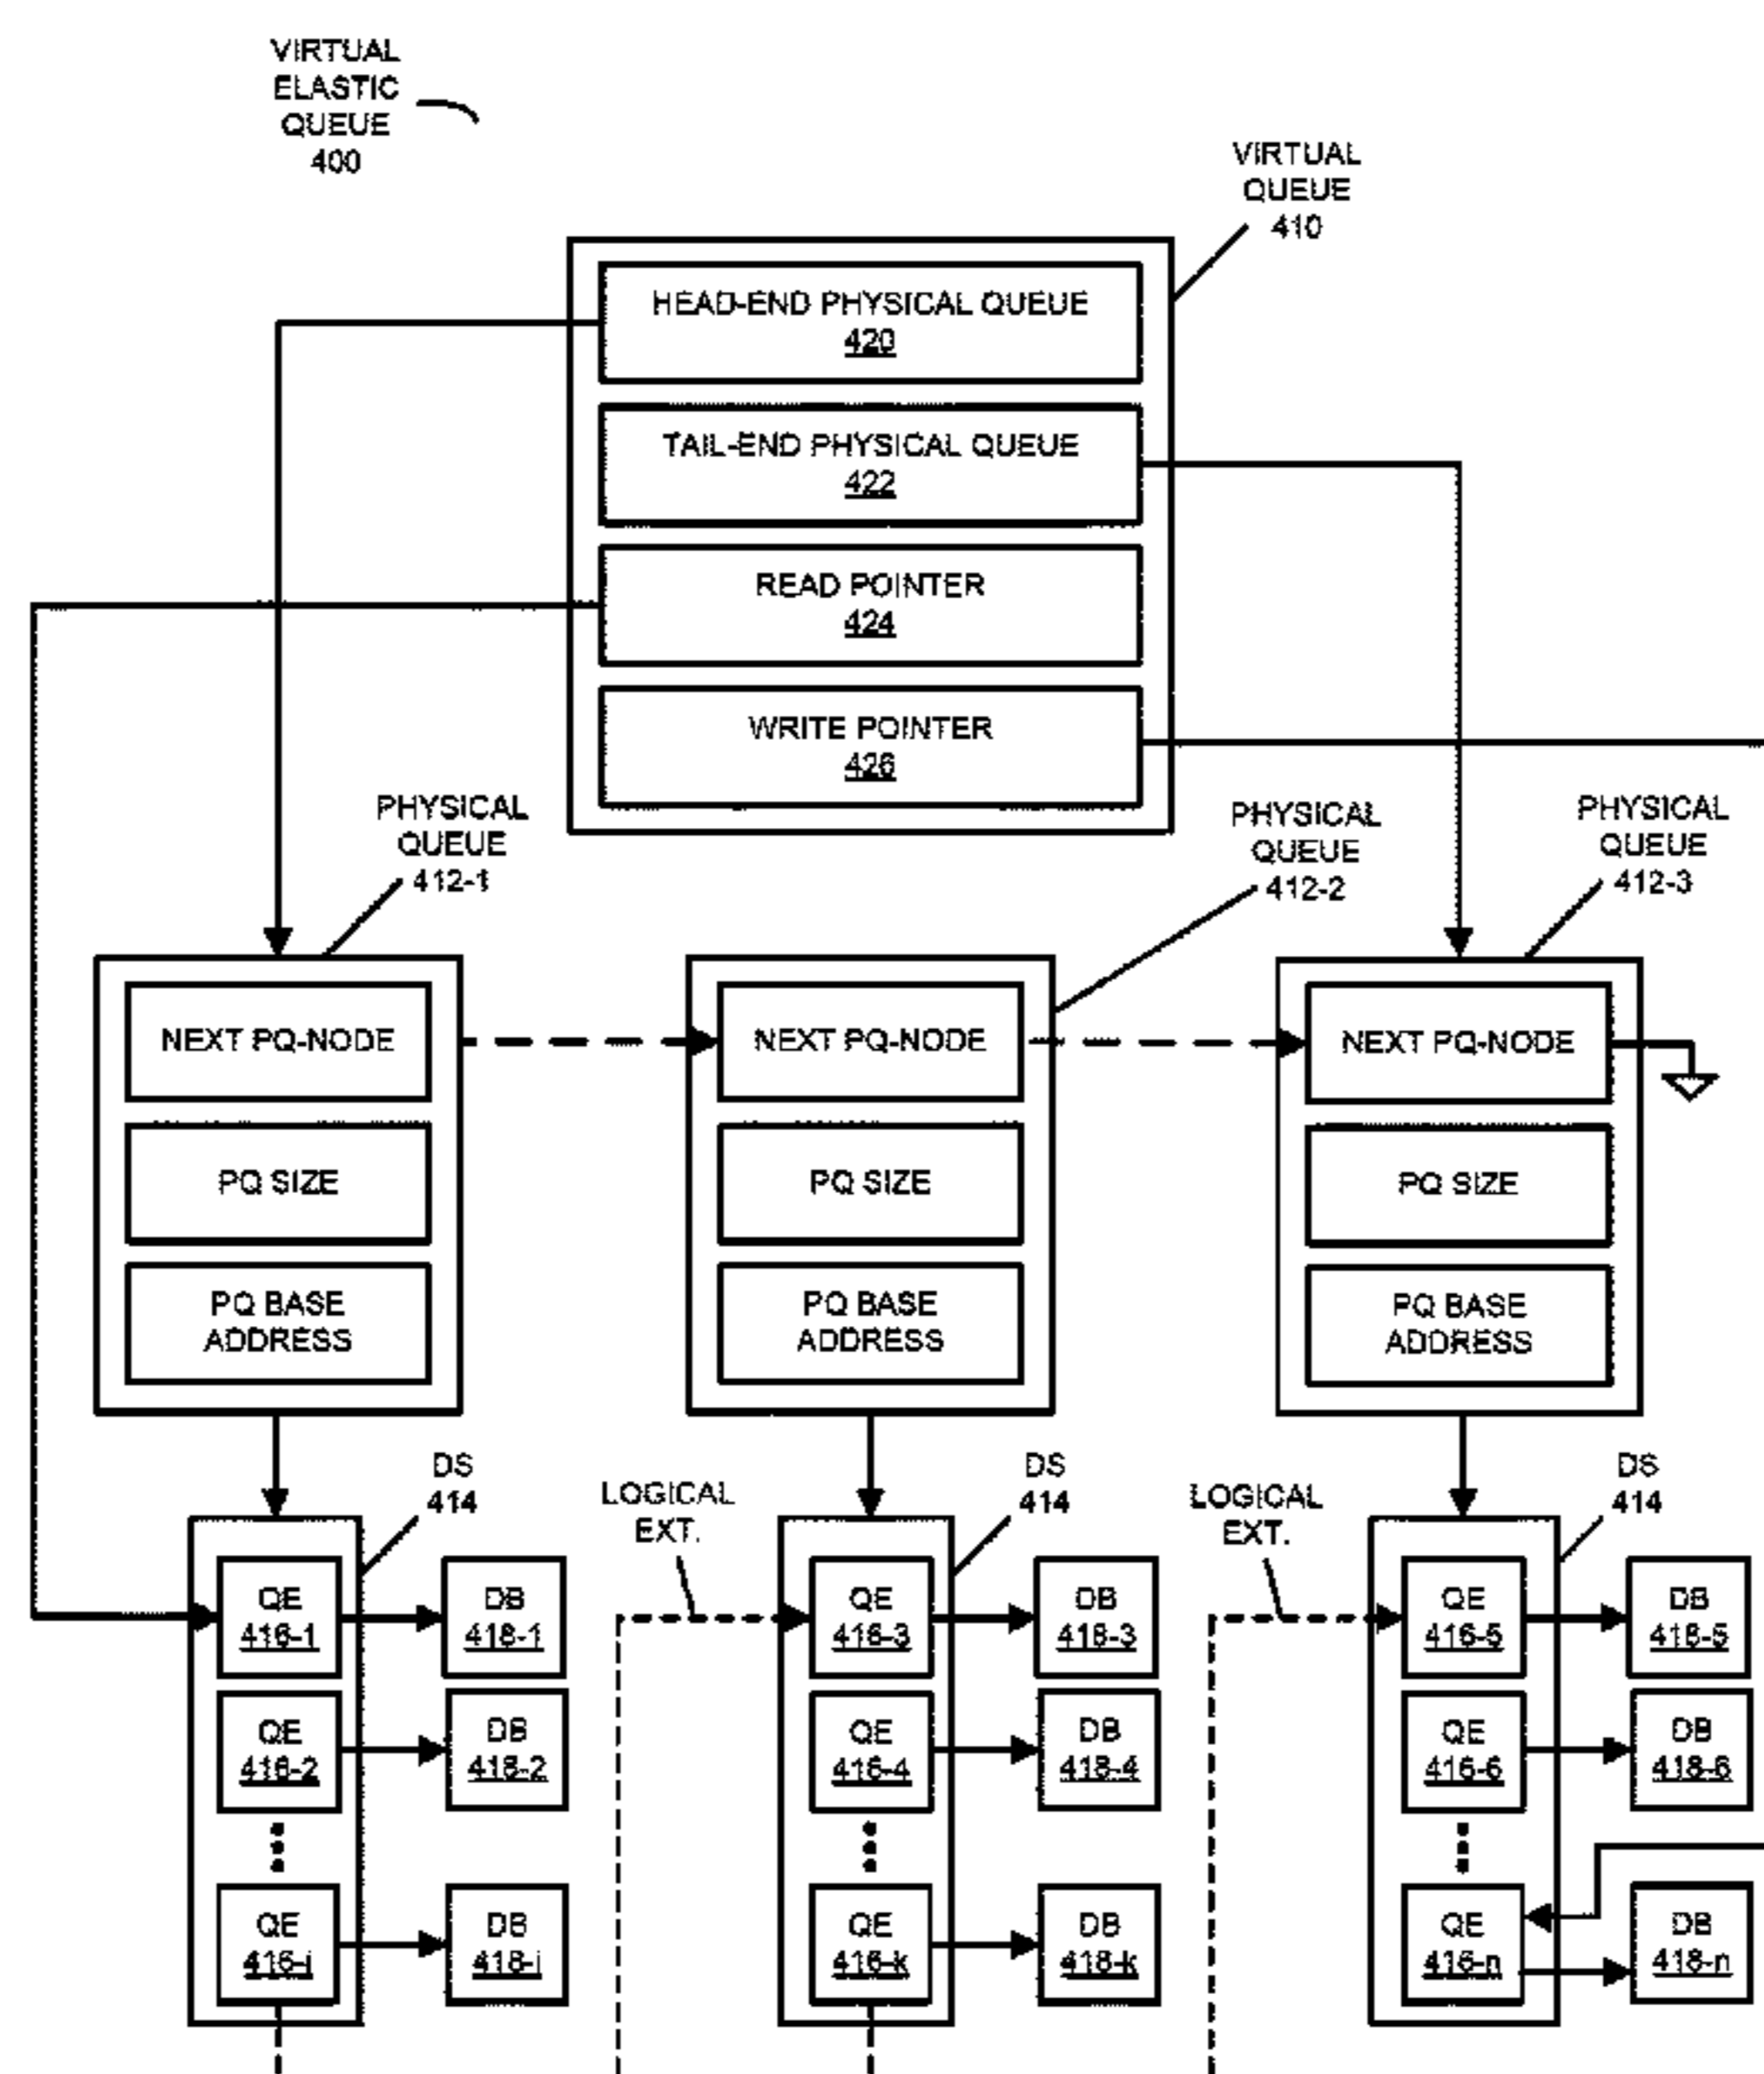 VIRTUAL
ELASTIC
QUEUE
400
VIRTUAL
QUEUE
410
HEAD-END PHYSICAL QUEUE
420
TAIL-END PHYSICAL QUEUE
422
READ POINTER
424
WRITE POINTER
426
PHYSICAL
QUEUE
412-1
PHYSICAL
QUEUE
412-2
PHYSICAL
QUEUE
412-3
NEXT PQ-NODE
PQ SIZE
PQ BASE
ADDRESS
NEXT PQ-NODE
PQ SIZE
PQ BASE
ADDRESS
NEXT PQ-NODE
PQ SIZE
PQ BASE
ADDRESS
DS
414
LOGICAL
EXT.
DS
414
LOGICAL
EXT.
DS
414
QE
416-1
DB
418-1
QE
416-2
DB
418-2
QE
416-j
DB
418-j
QE
416-3
DB
418-3
QE
416-4
DB
418-4
QE
416-k
DB
418-k
QE
416-5
DB
418-5
QE
416-6
DB
418-6
QE
416-n
DB
418-n